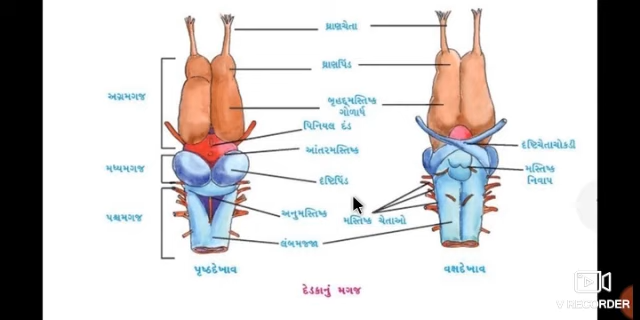 ઘ્રાણચેતા
ઘ્રાણપિંડ
અગ્રમગજ
બૃહદ્દમસ્તિષ્ક
ગોળાર્ધ
પિનિયલ દંડ
આંતરમસ્તિષ્ક
દૃષ્ટિચેતાચોકડી
મધ્યમગજ
મસ્તિષ્ક
નિવાપ
દૃષ્ટિપિંડ
પશ્ચમગજ
અનુમસ્તિષ્ક
મસ્તિષ્ક ચેતાઓ
લંબમજ્જા
પૃષ્ઠદેખાવ
વક્ષદેખાવ
દેડકાનું મગજ
V RECORDER